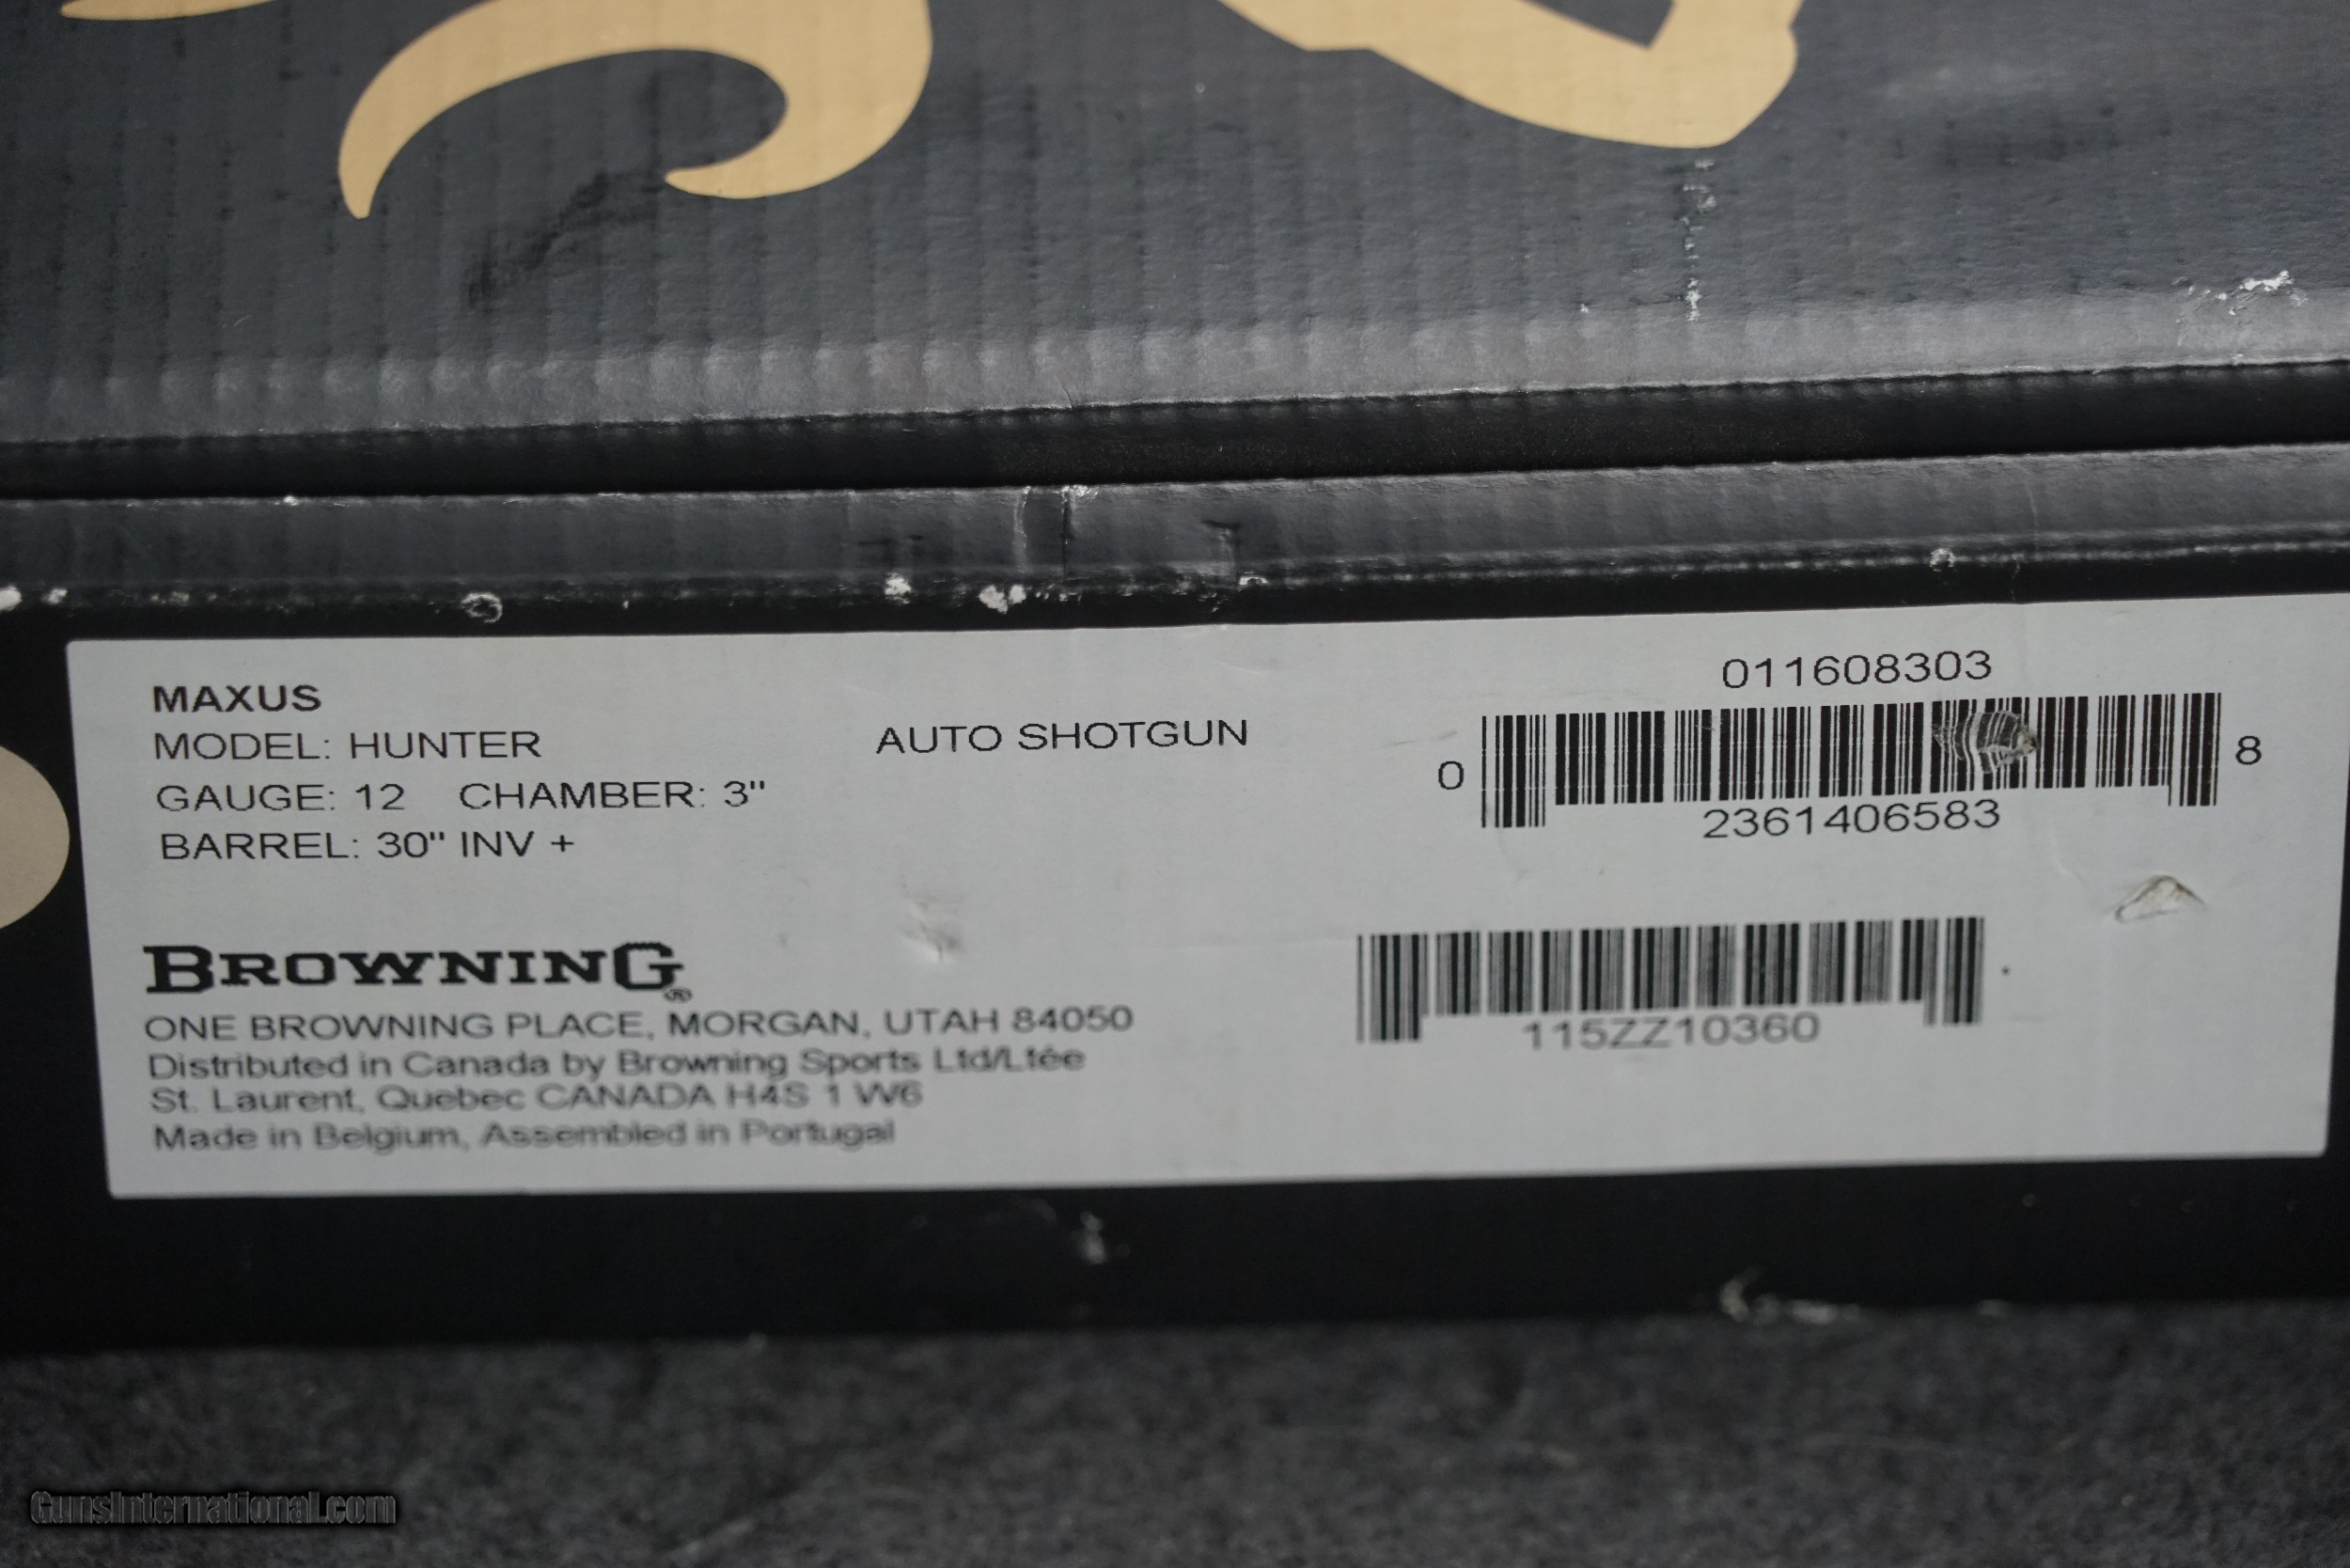 MAXUS
MODEL: HUNTER
AUTO SHOTGUN
GAUGE: 12 CHAMBER: 3"
BARREL: 30" INV +
011608303
0 2361406583 8
BROWNING®
ONE BROWNING PLACE, MORGAN, UTAH 84050
Distributed in Canada by Browning Sports Ltd/Ltée
St. Laurent, Quebec CANADA H4S 1 W6
Made in Belgium, Assembled in Portugal
115ZZ10360
GunsInternational.com